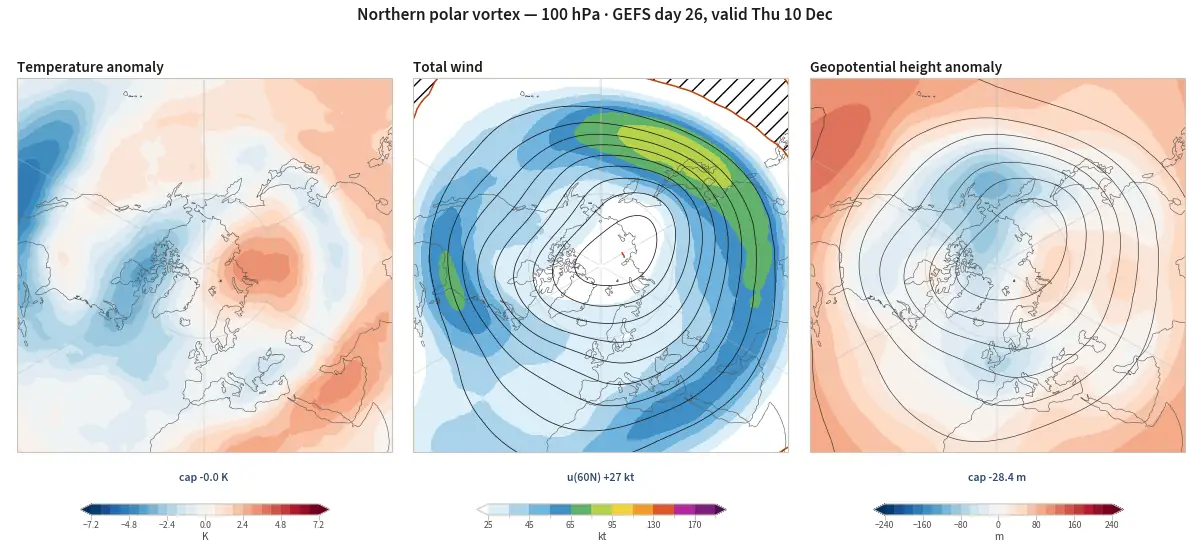 Northern polar vortex — 100 hPa · GEFS day 26, valid Thu 10 Dec
Temperature anomaly
Total wind
Geopotential height anomaly
cap -0.0 K
u(60N) +27 kt
cap -28.4 m
−7.2 −4.8 −2.4 0.0 2.4 4.8 7.2
K
25 45 65 95 130 170
kt
−240 −160 −80 0 80 160 240
m